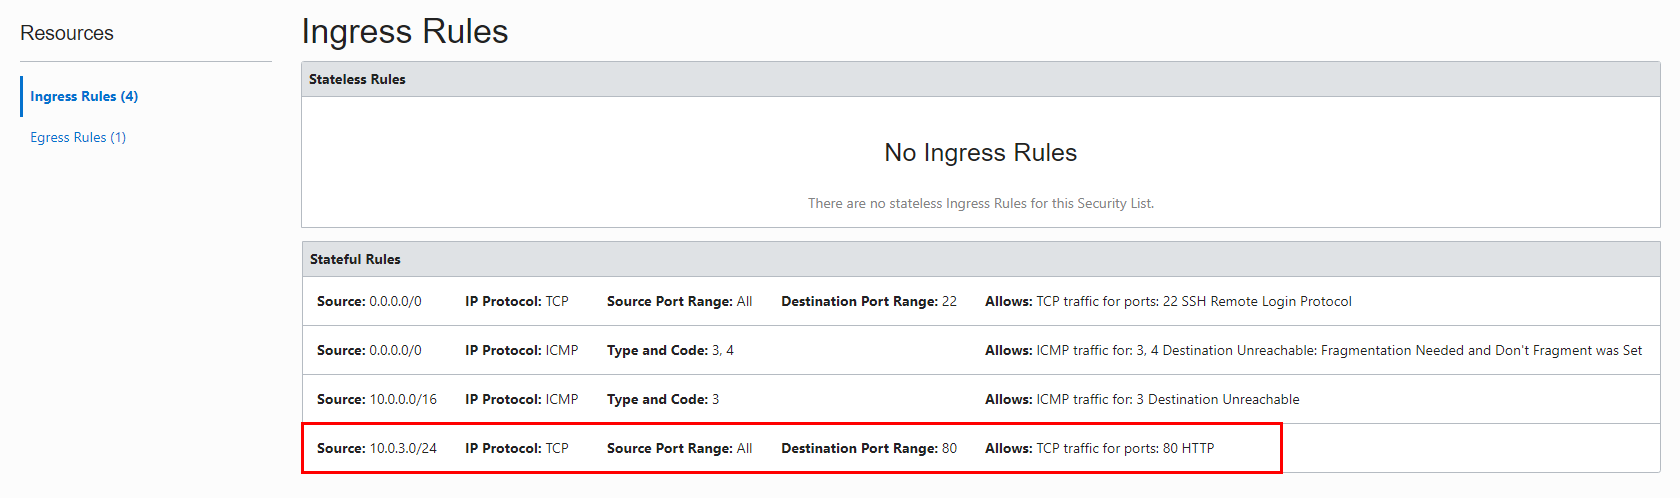 Resources
Ingress Rules (4)
Egress Rules (1)
Ingress Rules
Stateless Rules
No Ingress Rules
There are no stateless Ingress Rules for this Security List.
Stateful Rules
Source: 0.0.0.0/0 IP Protocol: TCP Source Port Range: All Destination Port Range: 22 Allows: TCP traffic for ports: 22 SSH Remote Login Protocol
Source: 0.0.0.0/0 IP Protocol: ICMP Type and Code: 3, 4 Allows: ICMP traffic for: 3, 4 Destination Unreachable: Fragmentation Needed and Don't Fragment was Set
Source: 10.0.0.0/16 IP Protocol: ICMP Type and Code: 3 Allows: ICMP traffic for: 3 Destination Unreachable
Source: 10.0.3.0/24 IP Protocol: TCP Source Port Range: All Destination Port Range: 80 Allows: TCP traffic for ports: 80 HTTP